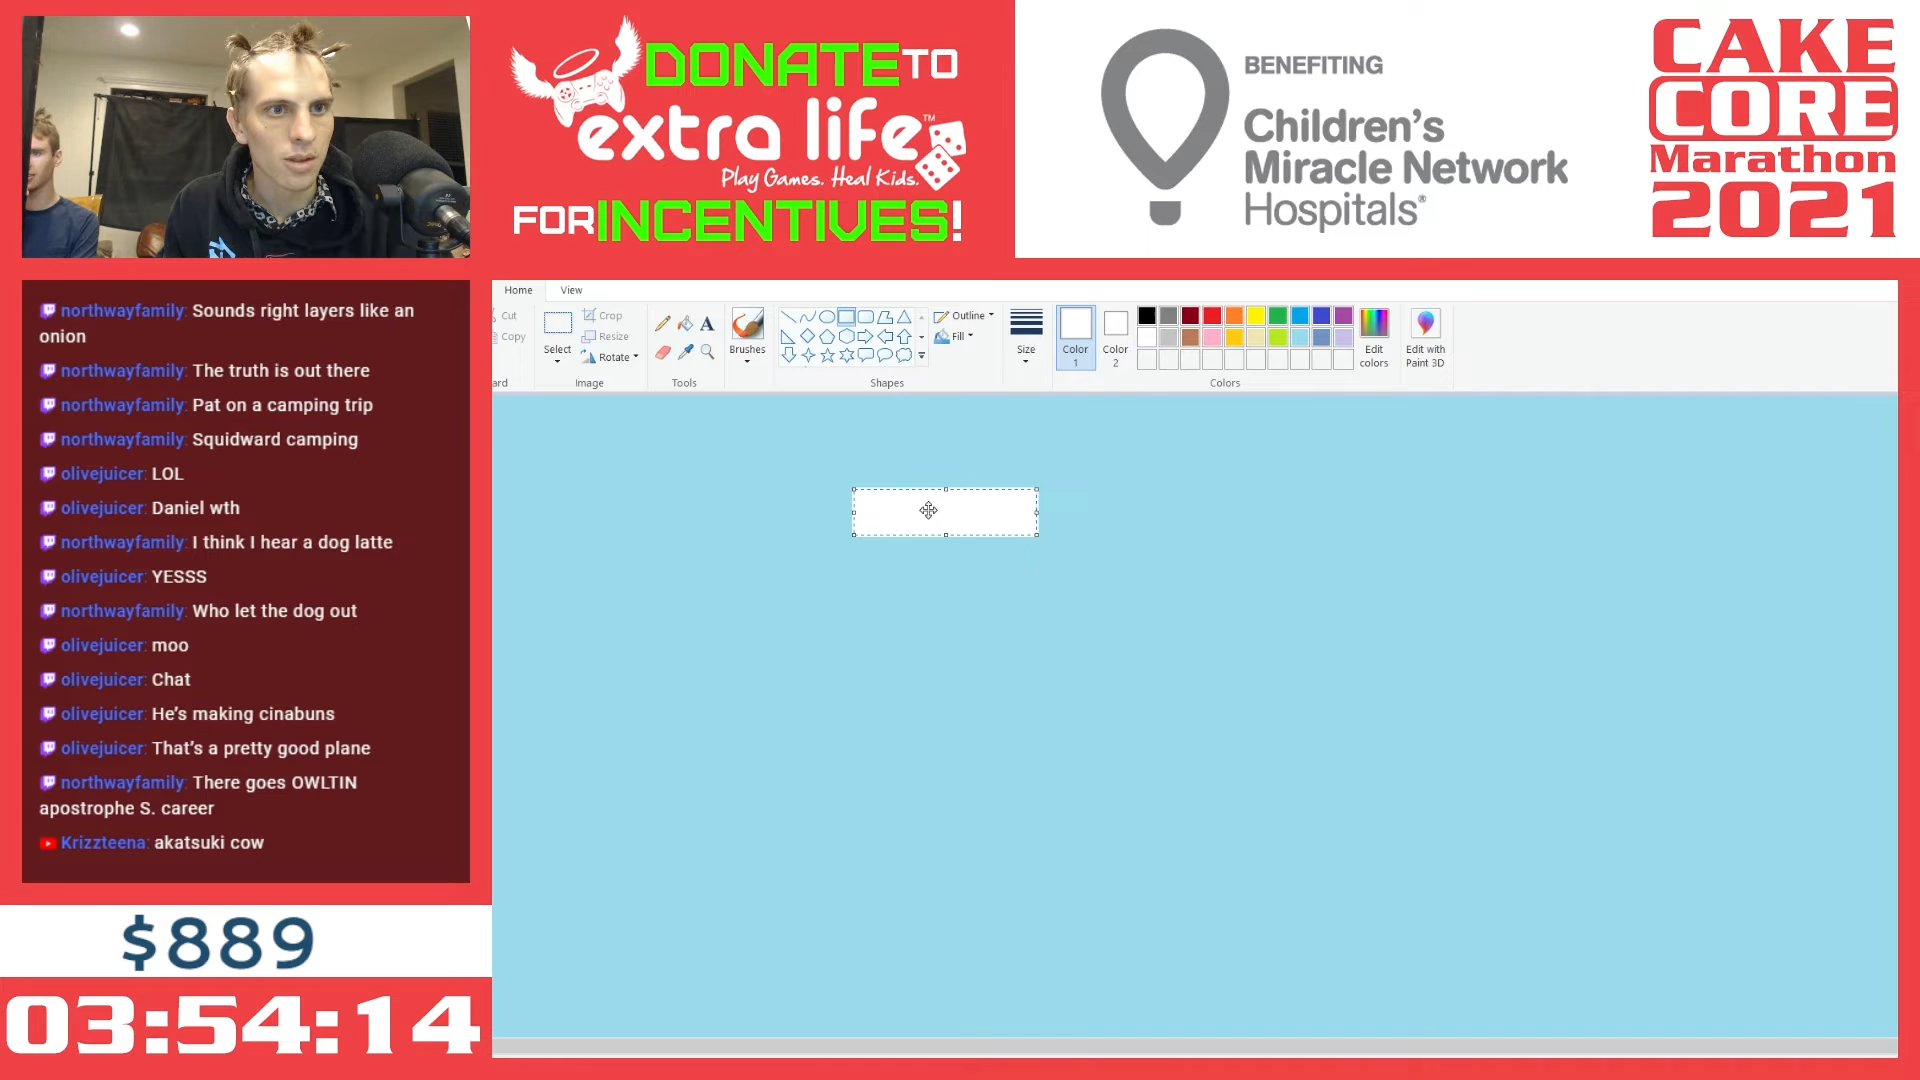 DONATE TO
extra life™
Play Games. Heal Kids.
FOR INCENTIVES!
BENEFITING
Children's
Miracle Network
Hospitals®
CAKE
CORE
Marathon
2021
northwayfamily: Sounds right layers like an
onion
northwayfamily: The truth is out there
northwayfamily: Pat on a camping trip
northwayfamily: Squidward camping
olivejuicer: LOL
olivejuicer: Daniel wth
northwayfamily: I think I hear a dog latte
olivejuicer: YESSS
northwayfamily: Who let the dog out
olivejuicer: moo
olivejuicer: Chat
olivejuicer: He's making cinabuns
olivejuicer: That's a pretty good plane
northwayfamily: There goes OWLTIN
apostrophe S. career
Krizzteena: akatsuki cow
$889
03:54:14
Home View
Cut
Copy
ard
Select
Crop
Resize
Rotate
Image
A
Tools
Brushes
Shapes
Outline
Fill
Size
Color
1
Color
2
Colors
Edit
colors
Edit with
Paint 3D